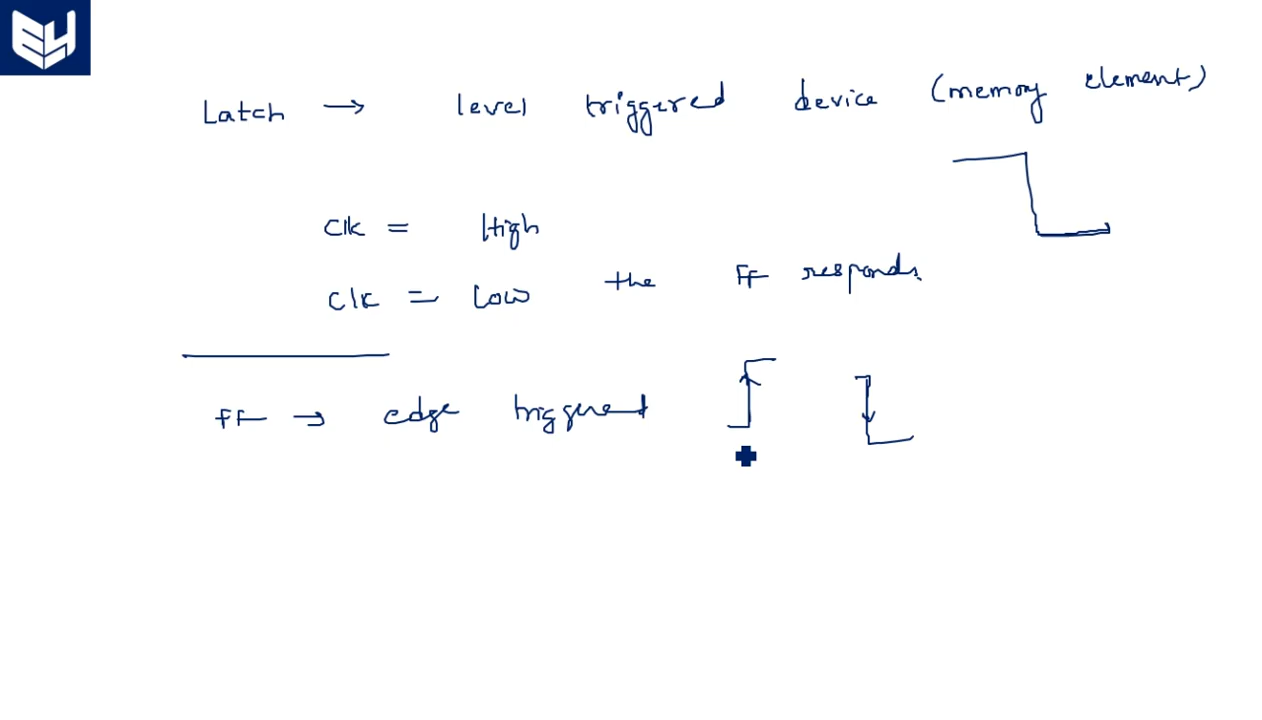 Latch → level triggered device (memory element)
Clk = High
Clk = Low the FF responds.
FF → edge triggered